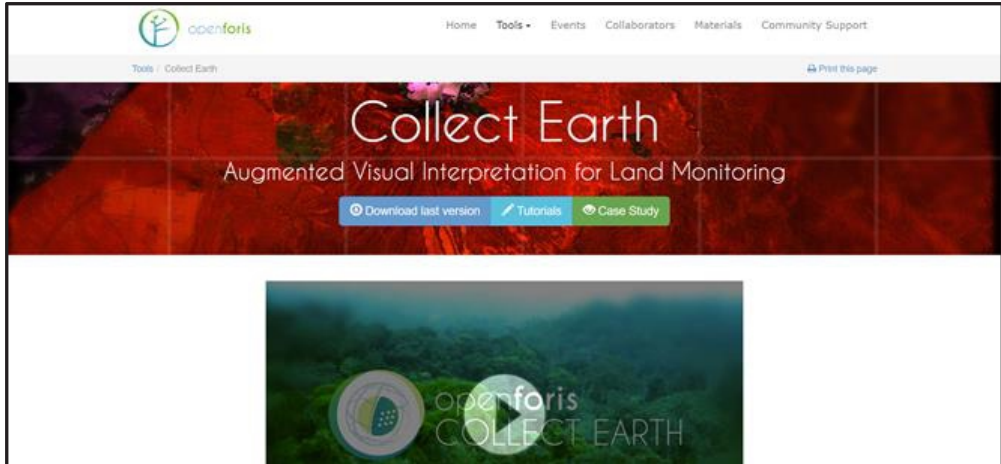 openforis
Home Tools Events Collaborators Materials Community Support
Tools / Collect Earth
Print this page
Collect Earth
Augmented Visual Interpretation for Land Monitoring
Download last version Tutorials Case Study
openforis
COLLECT EARTH